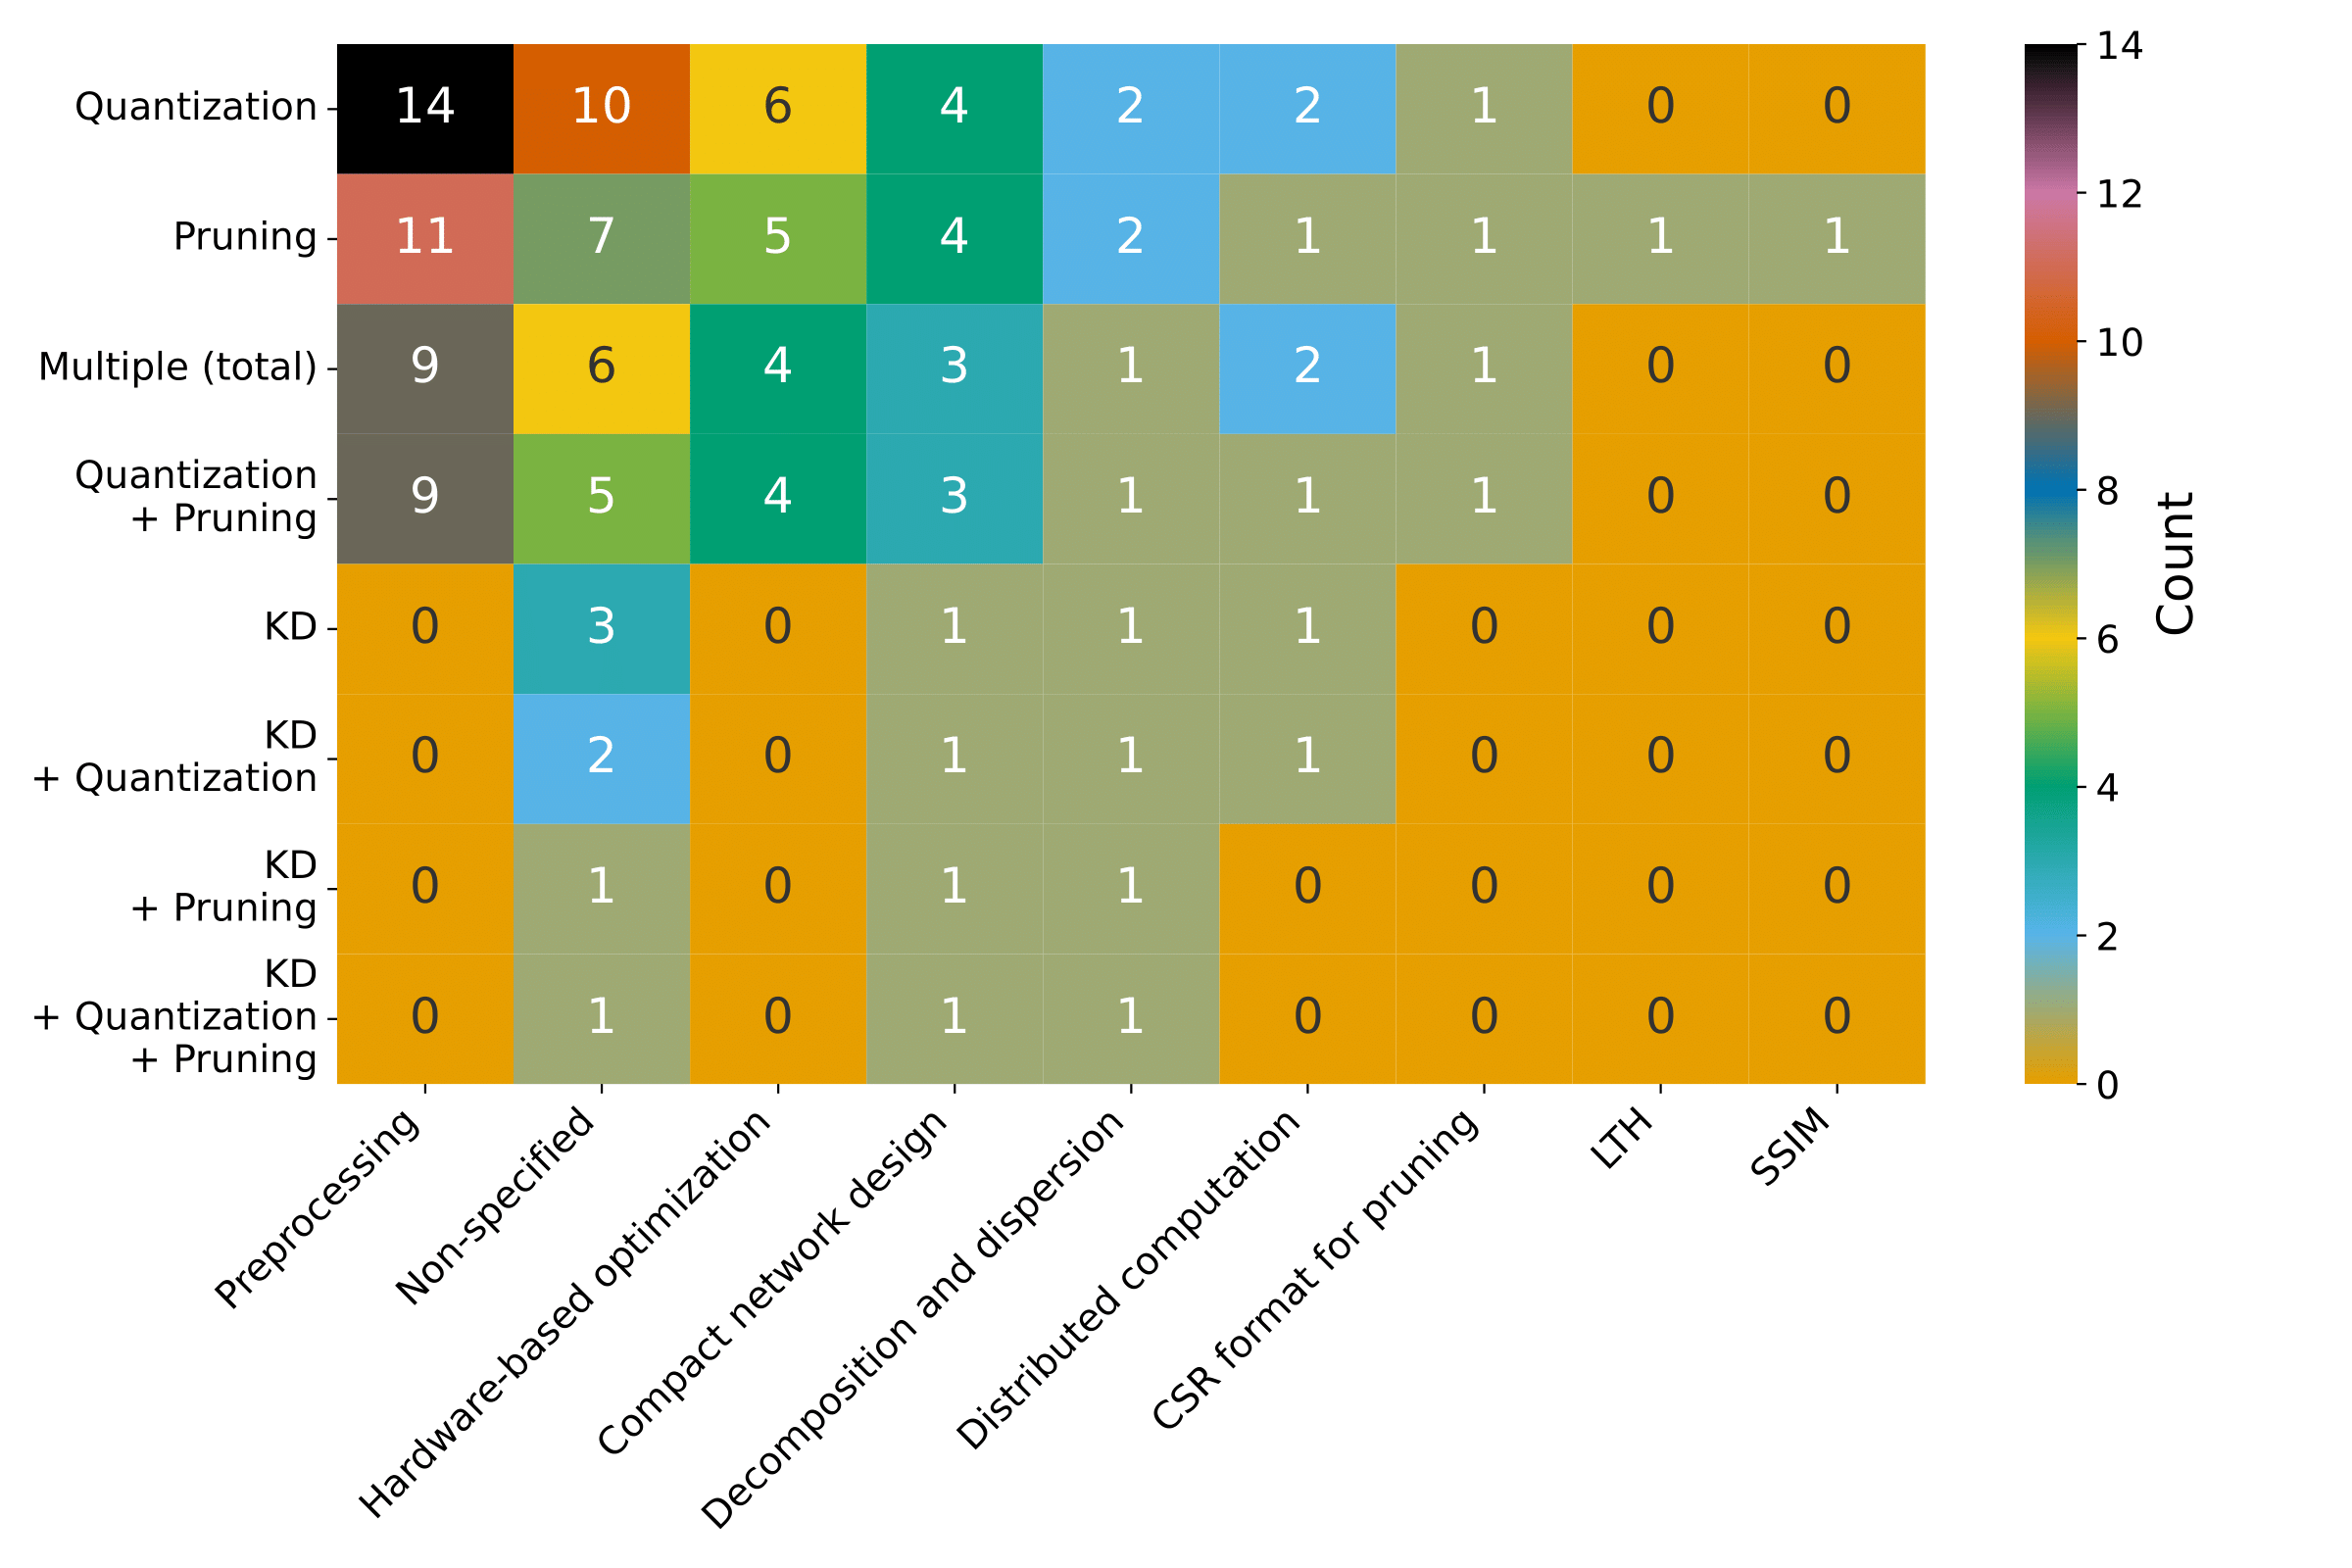 Quantization 14 10 6 4 2 2 1 0 0
Pruning 11 7 5 4 2 1 1 1 1
Multiple (total) 9 6 4 3 1 2 1 0 0
Quantization
+ Pruning
9 5 4 3 1 1 1 0 0
KD 0 3 0 1 1 1 0 0 0
KD
+ Quantization
0 2 0 1 1 1 0 0 0
KD
+ Pruning
0 1 0 1 1 0 0 0 0
KD
+ Quantization
+ Pruning
0 1 0 1 1 0 0 0 0
Preprocessing
Non-specified
Hardware-based optimization
Compact network design
Decomposition and dispersion
Distributed computation
CSR format for pruning
LTH
SSIM
14
12
10
8
6
4
2
0
Count